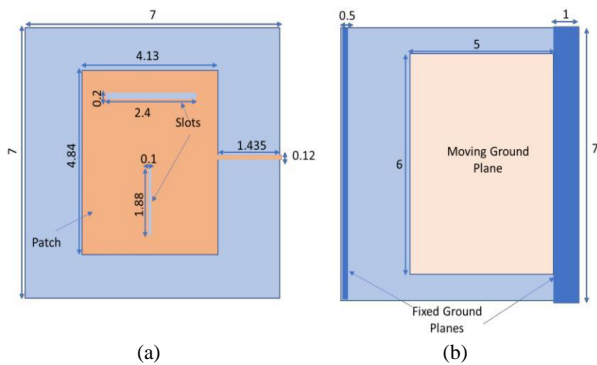 7
4.13
0.2
2.4
Slots
7
4.84
0.1
1.435
0.12
1.88
Patch
(a)
0.5
1
5
6
Moving Ground
Plane
7
Fixed Ground
Planes
(b)